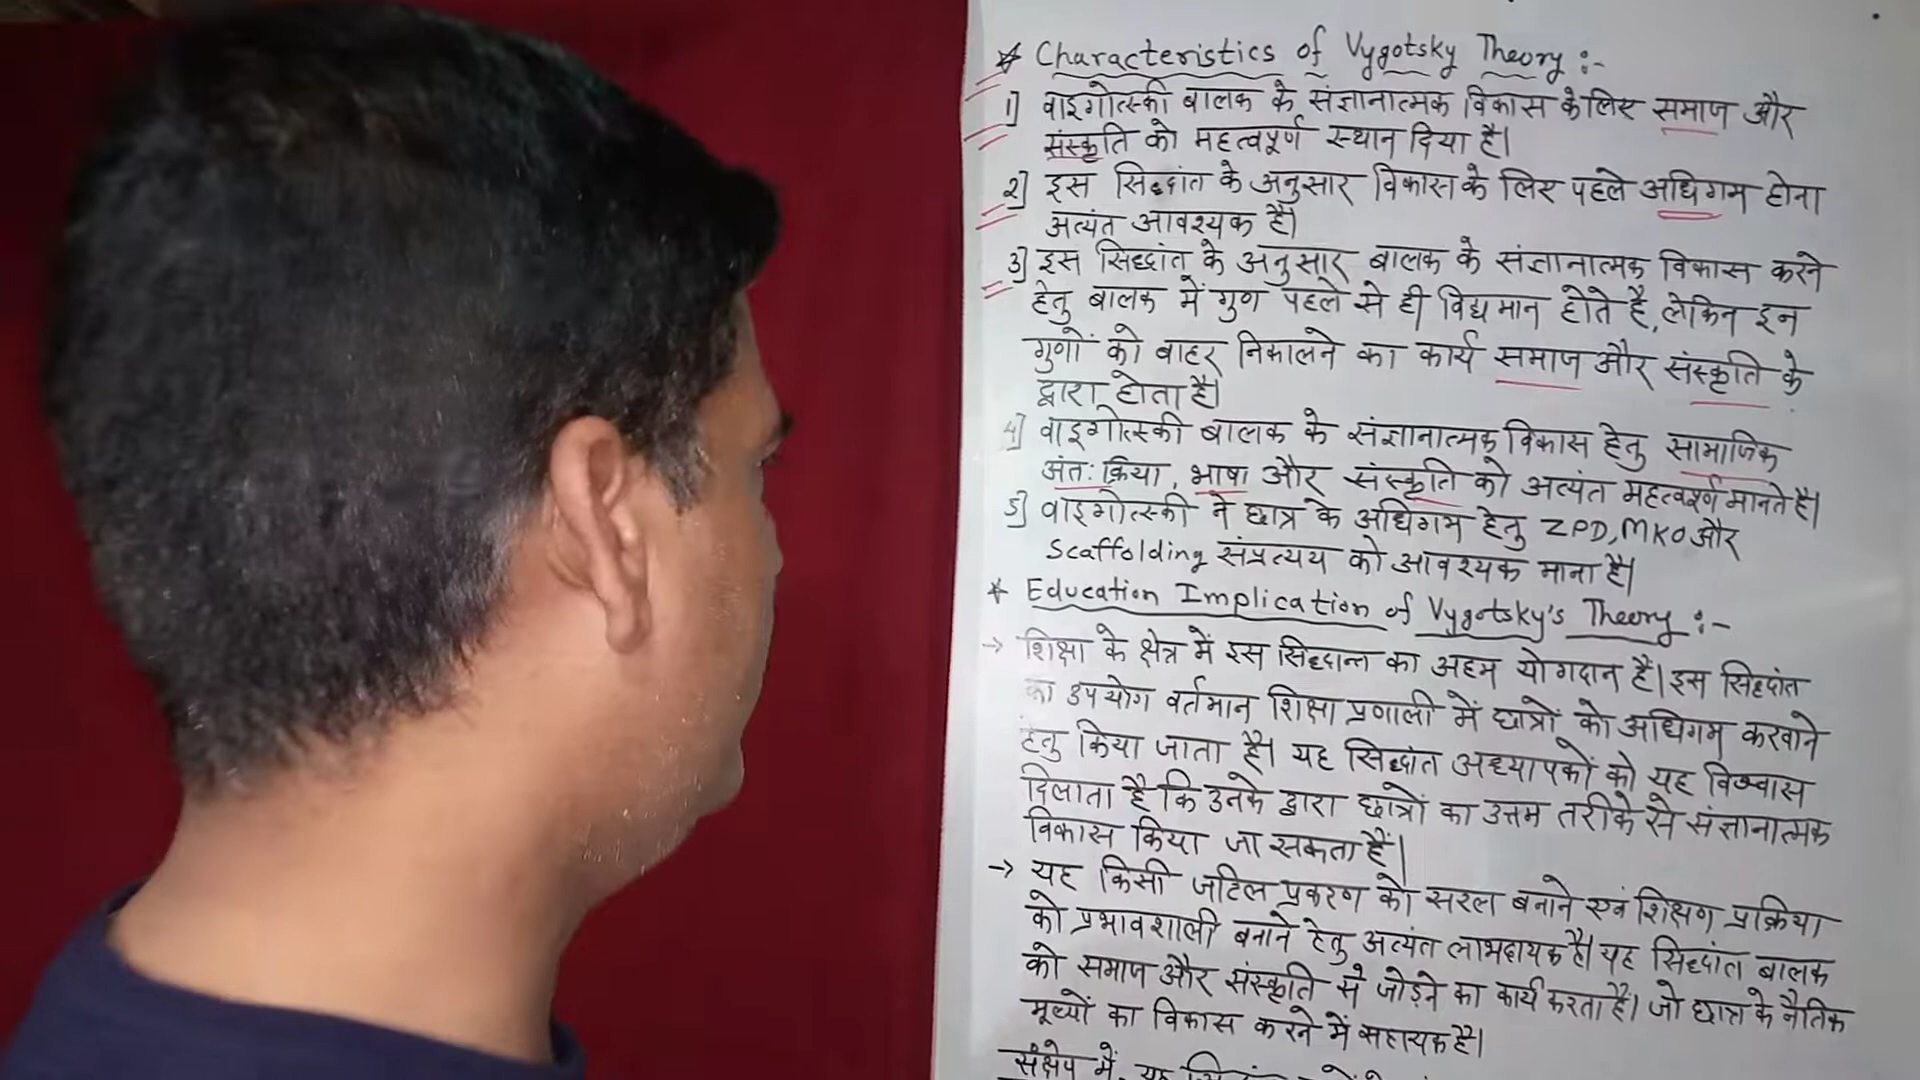 * Characteristics of Vygotsky Theory :-
1] वाइगोत्स्की बालक के संज्ञानात्मक विकास के लिए समाज और
संस्कृति को महत्वपूर्ण स्थान दिया है।
2] इस सिद्धांत के अनुसार विकास के लिए पहले अधिगम होना
अत्यंत आवश्यक है।
3] इस सिद्धांत के अनुसार बालक के संज्ञानात्मक विकास करने
हेतु बालक में गुण पहले से ही विद्यमान होते है, लेकिन इन
गुणों को बाहर निकालने का कार्य समाज और संस्कृति के
द्वारा होता है।
4] वाइगोत्स्की बालक के संज्ञानात्मक विकास हेतु सामाजिक
अंत: क्रिया, भाषा और संस्कृति को अत्यंत महत्वपूर्ण मानते है।
5] वाइगोत्स्की ने छात्र के अधिगम हेतु ZPD, MKO और
Scaffolding संप्रत्यय को आवश्यक माना है।
* Education Implication of Vygotsky's Theory :-
→ शिक्षा के क्षेत्र में इस सिद्धान्त का अहम योगदान है। इस सिद्धांत
का उपयोग वर्तमान शिक्षा प्रणाली में छात्रों को अधिगम करवाने
हेतु किया जाता है। यह सिद्धांत अध्यापकों को यह विश्वास
दिलाता है कि उनके द्वारा छात्रों का उत्तम तरीके से संज्ञानात्मक
विकास किया जा सकता हैं।
→ यह किसी जटिल प्रकरण को सरल बनाने एवं शिक्षण प्रक्रिया
को प्रभावशाली बनाने हेतु अत्यंत लाभदायक है। यह सिद्धांत बालक
को समाज और संस्कृति से जोड़ने का कार्य करता है। जो छात्र के नैतिक
मूल्यों का विकास करने में सहायक है।
संक्षेप में, यह